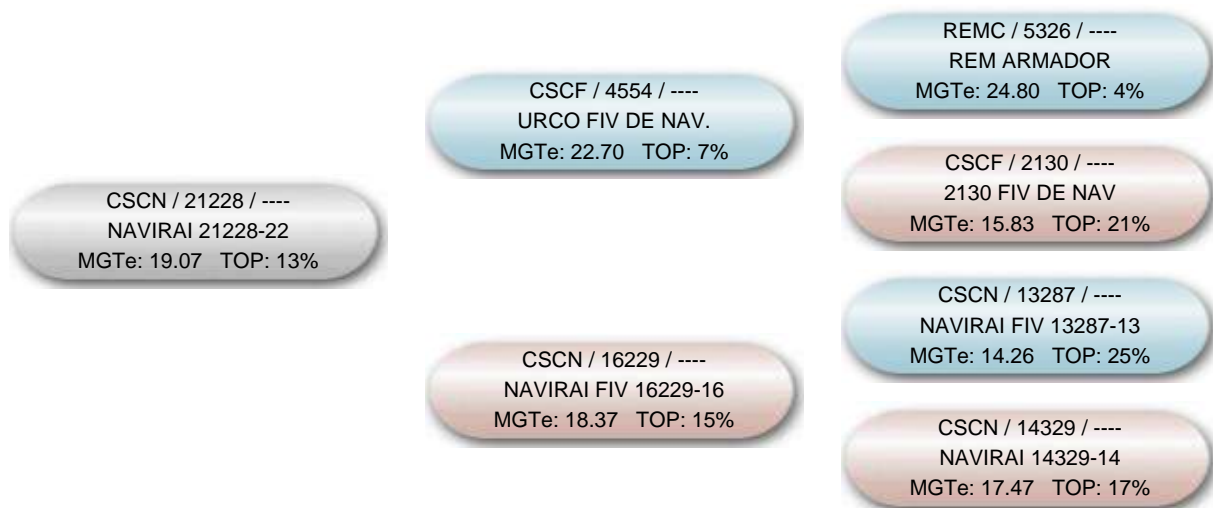 CSCN / 21228 / ----
NAVIRAI 21228-22
MGTe: 19.07 TOP: 13%
CSCF / 4554 / ----
URCO FIV DE NAV.
MGTe: 22.70 TOP: 7%
CSCN / 16229 / ----
NAVIRAI FIV 16229-16
MGTe: 18.37 TOP: 15%
REMC / 5326 / ----
REM ARMADOR
MGTe: 24.80 TOP: 4%
CSCF / 2130 / ----
2130 FIV DE NAV
MGTe: 15.83 TOP: 21%
CSCN / 13287 / ----
NAVIRAI FIV 13287-13
MGTe: 14.26 TOP: 25%
CSCN / 14329 / ----
NAVIRAI 14329-14
MGTe: 17.47 TOP: 17%